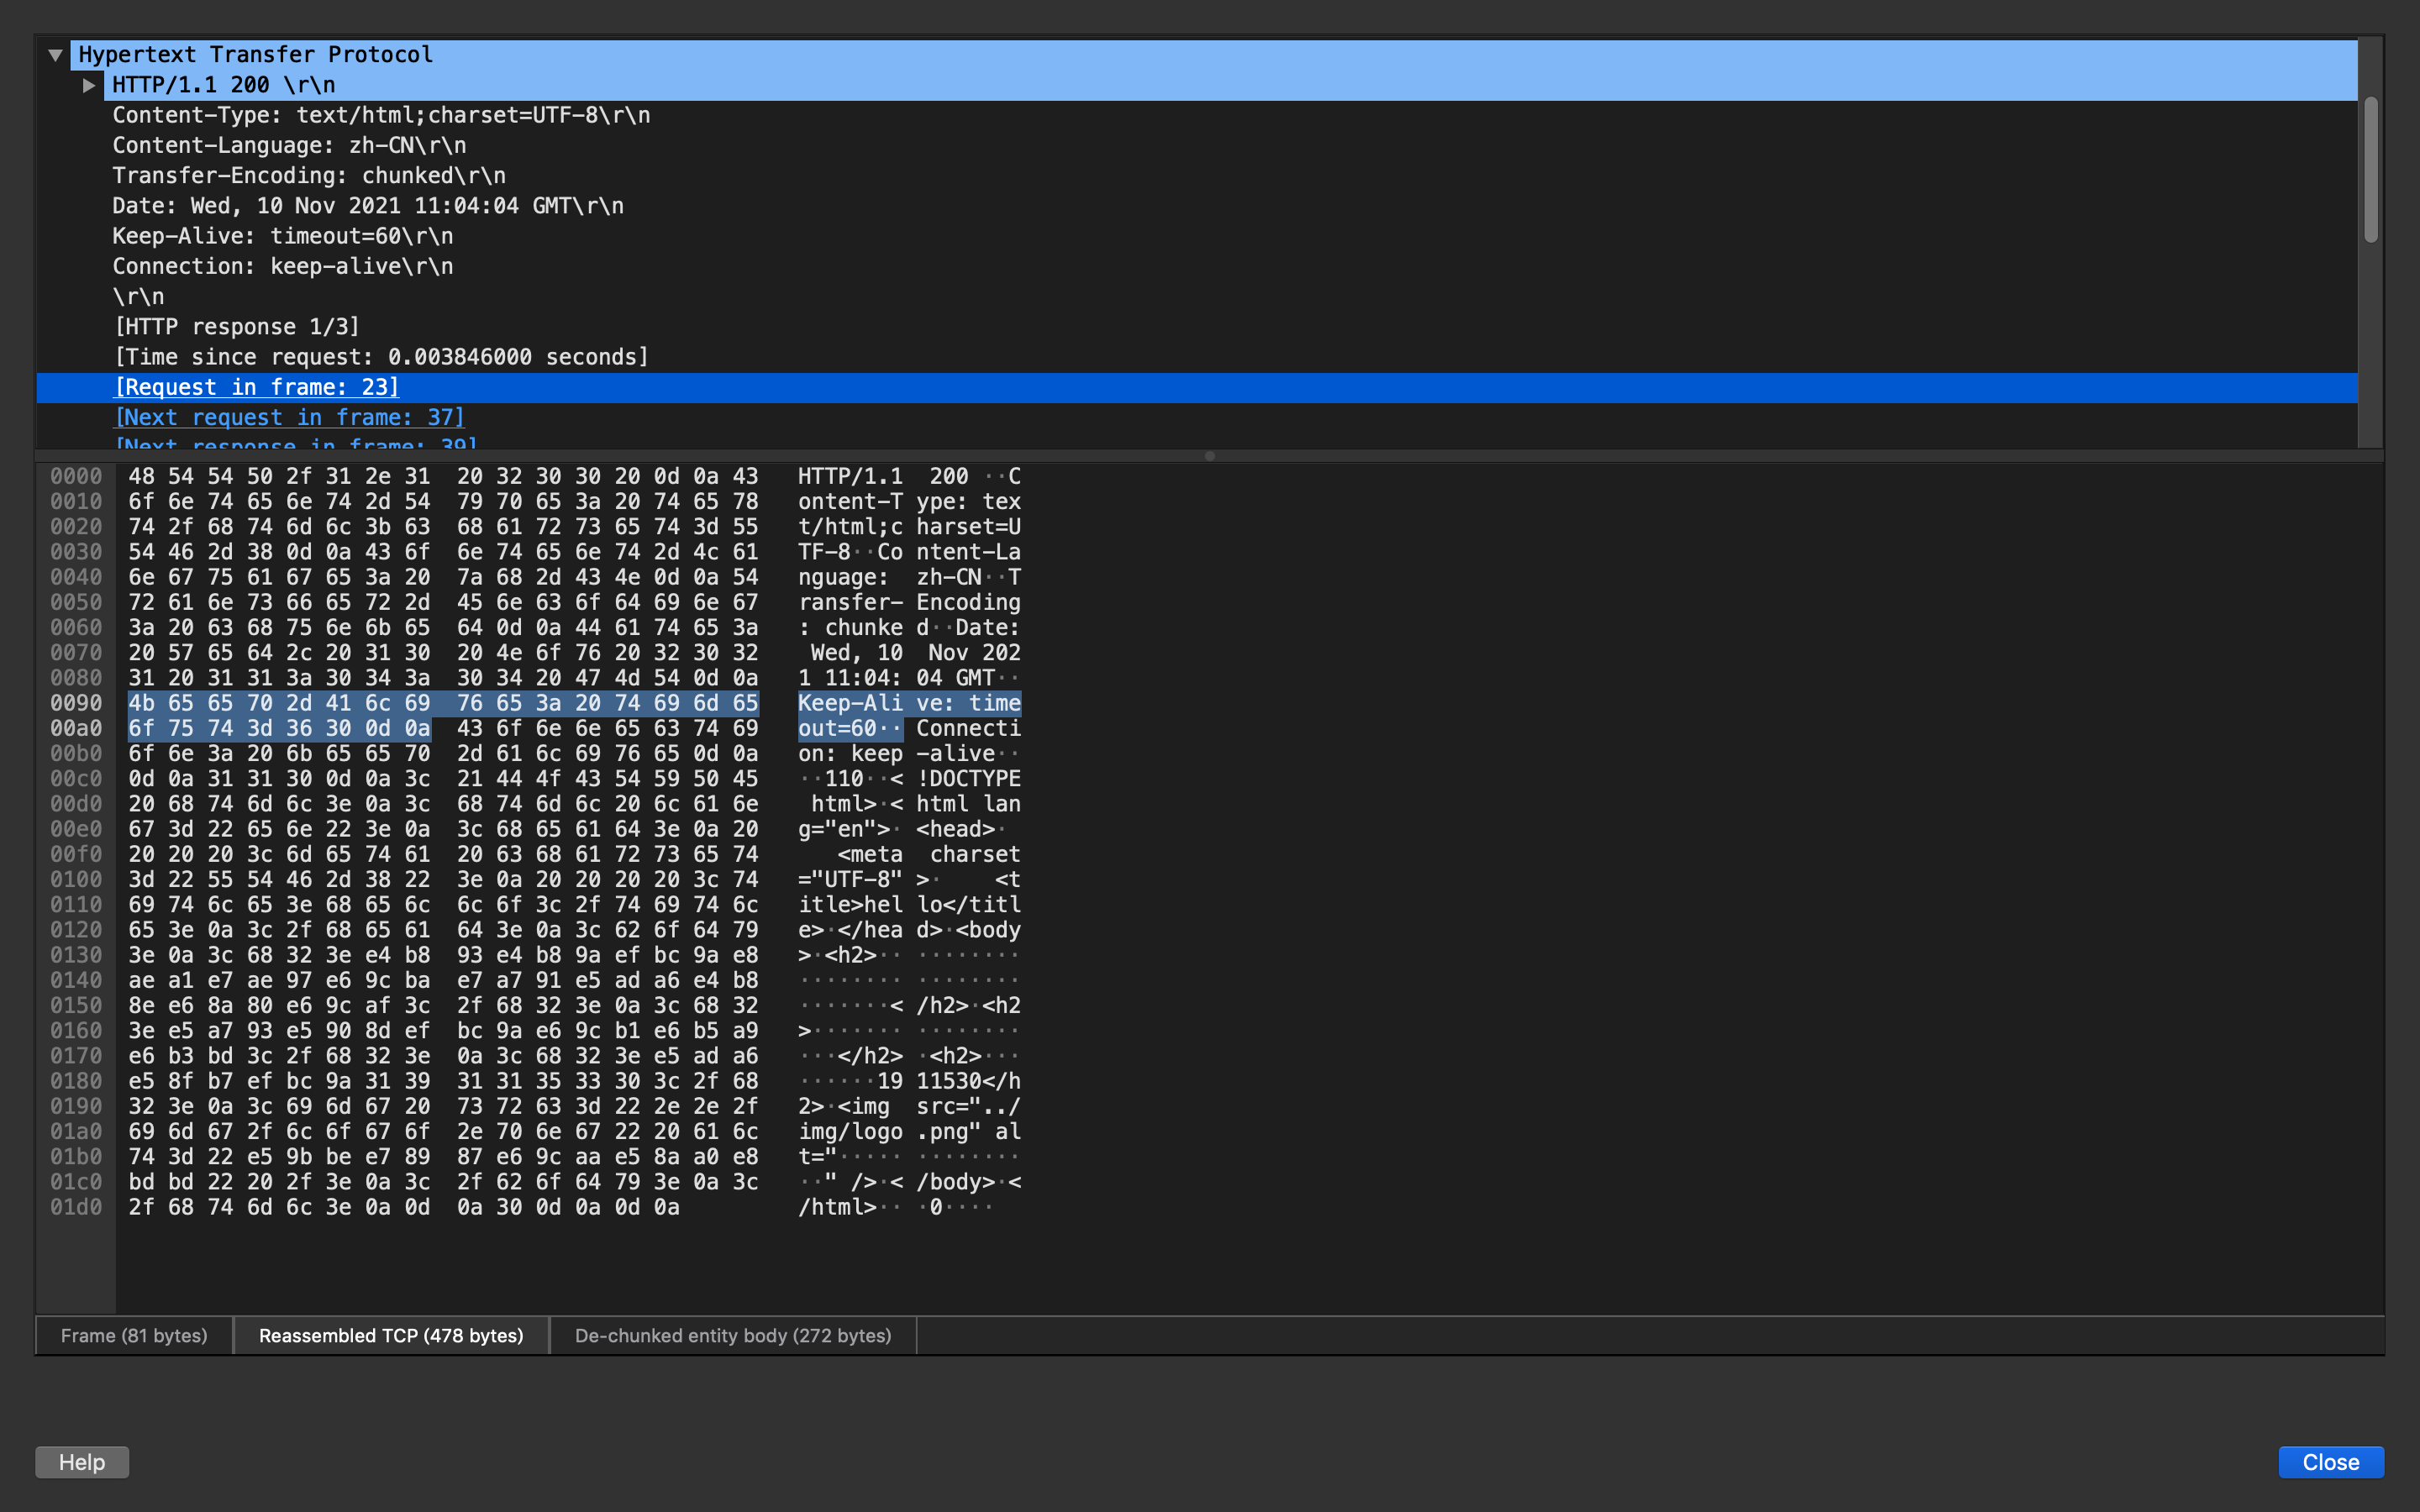 Hypertext Transfer Protocol
HTTP/1.1 200 \r\n
Content-Type: text/html;charset=UTF-8\r\n
Content-Language: zh-CN\r\n
Transfer-Encoding: chunked\r\n
Date: Wed, 10 Nov 2021 11:04:04 GMT\r\n
Keep-Alive: timeout=60\r\n
Connection: keep-alive\r\n
\r\n
[HTTP response 1/3]
[Time since request: 0.003846000 seconds]
[Request in frame: 23]
[Next request in frame: 37]
[Next response in frame: 39]
0000 48 54 54 50 2f 31 2e 31 20 32 30 30 20 0d 0a 43 HTTP/1.1 200 ··C
0010 6f 6e 74 65 6e 74 2d 54 79 70 65 3a 20 74 65 78 ontent-T ype: tex
0020 74 2f 68 74 6d 6c 3b 63 68 61 72 73 65 74 3d 55 t/html;c harset=U
0030 54 46 2d 38 0d 0a 43 6f 6e 74 65 6e 74 2d 4c 61 TF-8··Co ntent-La
0040 6e 67 75 61 67 65 3a 20 7a 68 2d 43 4e 0d 0a 54 nguage: zh-CN··T
0050 72 61 6e 73 66 65 72 2d 45 6e 63 6f 64 69 6e 67 ransfer- Encoding
0060 3a 20 63 68 75 6e 6b 65 64 0d 0a 44 61 74 65 3a : chunke d··Date:
0070 20 57 65 64 2c 20 31 30 20 4e 6f 76 20 32 30 32 Wed, 10 Nov 202
0080 31 20 31 31 3a 30 34 3a 30 34 20 47 4d 54 0d 0a 1 11:04: 04 GMT··
0090 4b 65 65 70 2d 41 6c 69 76 65 3a 20 74 69 6d 65 Keep-Ali ve: time
00a0 6f 75 74 3d 36 30 0d 0a 43 6f 6e 6e 65 63 74 69 out=60·· Connecti
00b0 6f 6e 3a 20 6b 65 65 70 2d 61 6c 69 76 65 0d 0a on: keep -alive··
00c0 0d 0a 31 31 30 0d 0a 3c 21 44 4f 43 54 59 50 45 ··110··< !DOCTYPE
00d0 20 68 74 6d 6c 3e 0a 3c 68 74 6d 6c 20 6c 61 6e html>·< html lan
00e0 67 3d 22 65 6e 22 3e 0a 3c 68 65 61 64 3e 0a 20 g="en">· <head>·
00f0 20 20 20 3c 6d 65 74 61 20 63 68 61 72 73 65 74 <meta charset
0100 3d 22 55 54 46 2d 38 22 3e 0a 20 20 20 20 3c 74 ="UTF-8" >· <t
0110 69 74 6c 65 3e 68 65 6c 6c 6f 3c 2f 74 69 74 6c itle>hel lo</titl
0120 65 3e 0a 3c 2f 68 65 61 64 3e 0a 3c 62 6f 64 79 e>·</hea d>·<body
0130 3e 0a 3c 68 32 3e e4 b8 93 e4 b8 9a ef bc 9a e8 >·<h2>·· ········
0140 ae a1 e7 ae 97 e6 9c ba e7 a7 91 e5 ad a6 e4 b8 ········ ········
0150 8e e6 8a 80 e6 9c af 3c 2f 68 32 3e 0a 3c 68 32 ·······< /h2>·<h2
0160 3e e5 a7 93 e5 90 8d ef bc 9a e6 9c b1 e6 b5 a9 >······· ········
0170 e6 b3 bd 3c 2f 68 32 3e 0a 3c 68 32 3e e5 ad a6 ···</h2> ·<h2>···
0180 e5 8f b7 ef bc 9a 31 39 31 31 35 33 30 3c 2f 68 ······19 11530</h
0190 32 3e 0a 3c 69 6d 67 20 73 72 63 3d 22 2e 2e 2f 2>·<img src="../
01a0 69 6d 67 2f 6c 6f 67 6f 2e 70 6e 67 22 20 61 6c img/logo .png" al
01b0 74 3d 22 e5 9b be e7 89 87 e6 9c aa e5 8a a0 e8 t="····· ········
01c0 bd bd 22 20 2f 3e 0a 3c 2f 62 6f 64 79 3e 0a 3c ··" />·< /body>·<
01d0 2f 68 74 6d 6c 3e 0a 0d 0a 30 0d 0a 0d 0a /html>·· ·0····
Frame (81 bytes) Reassembled TCP (478 bytes) De-chunked entity body (272 bytes)
Help Close